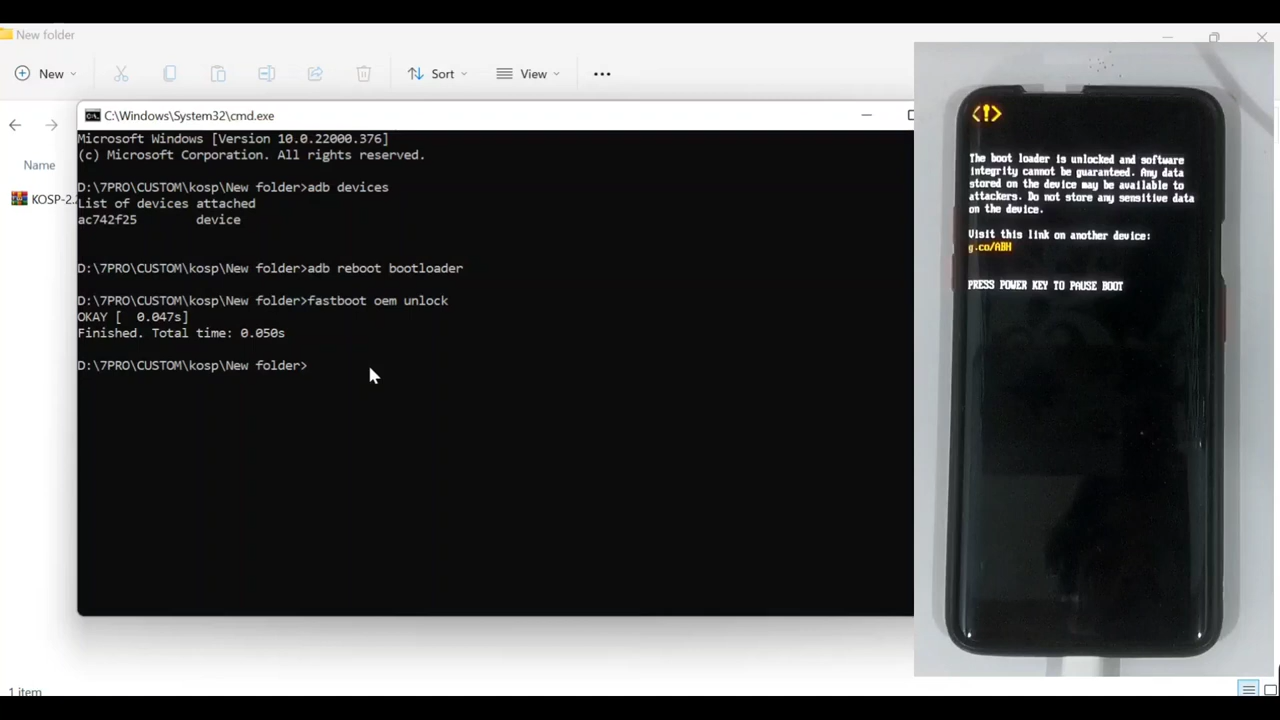 New folder
New
Sort
View
C:\Windows\System32\cmd.exe
Microsoft Windows [Version 10.0.22000.376]
(c) Microsoft Corporation. All rights reserved.
D:\7PRO\CUSTOM\kosp\New folder>adb devices
List of devices attached
ac742f25 device
D:\7PRO\CUSTOM\kosp\New folder>adb reboot bootloader
D:\7PRO\CUSTOM\kosp\New folder>fastboot oem unlock
OKAY [ 0.047s]
Finished. Total time: 0.050s
D:\7PRO\CUSTOM\kosp\New folder>
Name
KOSP-2.
1 item
<!>
The boot loader is unlocked and software
integrity cannot be guaranteed. Any data
stored on the device may be available to
attackers. Do not store any sensitive data
on the device.
Visit this link on another device:
g.co/ABH
PRESS POWER KEY TO PAUSE BOOT